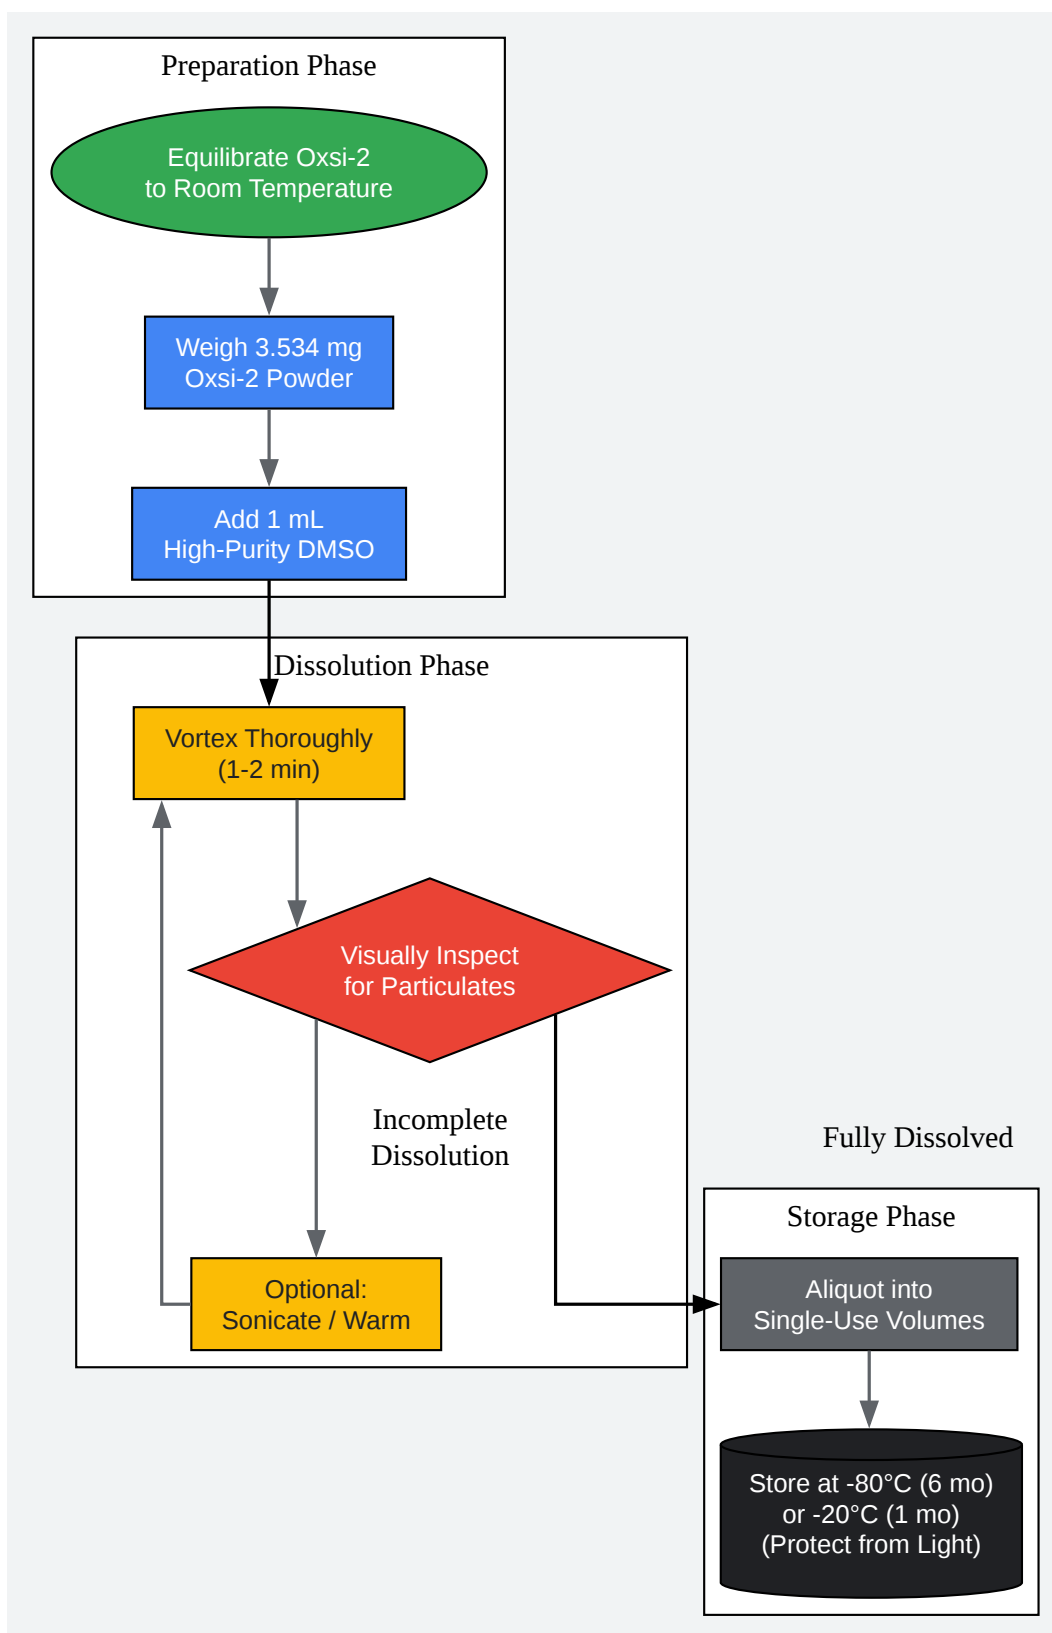 Preparation Phase
Equilibrate Oxsi-2
to Room Temperature
Weigh 3.534 mg
Oxsi-2 Powder
Add 1 mL
High-Purity DMSO
Dissolution Phase
Vortex Thoroughly
(1-2 min)
Visually Inspect
for Particulates
Incomplete
Dissolution
Fully Dissolved
Optional:
Sonicate / Warm
Storage Phase
Aliquot into
Single-Use Volumes
Store at -80°C (6 mo)
or -20°C (1 mo)
(Protect from Light)